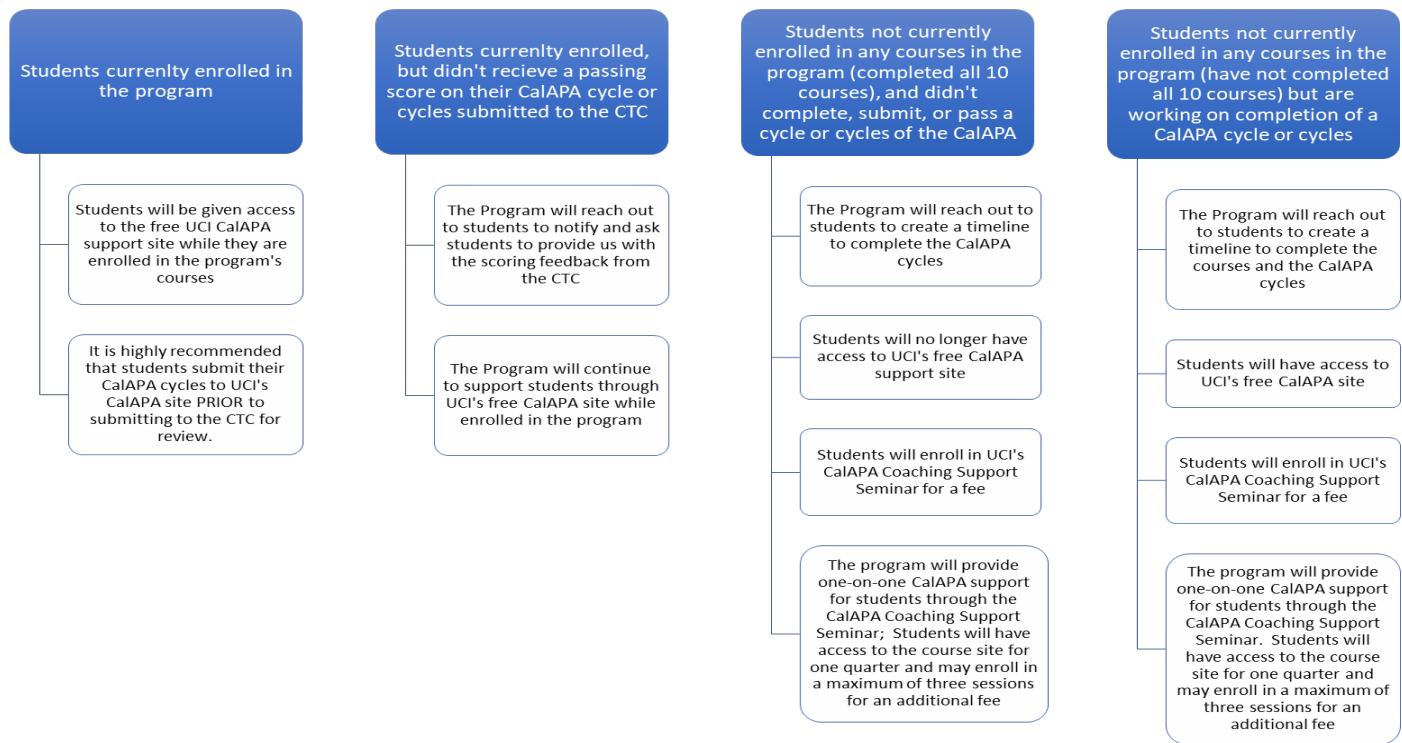 Students currenlty enrolled in
the program
Students will be given access
to the free UCI CalAPA
support site while they are
enrolled in the program's
courses
It is highly recommended
that students submit their
CalAPA cycles to UCI's
CalAPA site PRIOR to
submitting to the CTC for
review.
Students currenlty enrolled,
but didn't recieve a passing
score on their CalAPA cycle or
cycles submitted to the CTC
The Program will reach out
to students to notify and ask
students to provide us with
the scoring feedback from
the CTC
The Program will continue
to support students through
UCI's free CalAPA site while
enrolled in the program
Students not currently
enrolled in any courses in the
program (completed all 10
courses), and didn't
complete, submit, or pass a
cycle or cycles of the CalAPA
The Program will reach out to
students to create a timeline
to complete the CalAPA
cycles
Students will no longer have
access to UCI's free CalAPA
support site
Students will enroll in UCI's
CalAPA Coaching Support
Seminar for a fee
The program will provide
one-on-one CalAPA support
for students through the
CalAPA Coaching Support
Seminar;  Students will have
access to the course site for
one quarter and may enroll in
a maximum of three sessions
for an additional fee
Students not currently
enrolled in any courses in the
program (have not completed
all 10 courses) but are
working on completion of a
CalAPA cycle or cycles
The Program will reach out
to students to create a
timeline to complete the
courses and the CalAPA
cycles
Students will have access to
UCI's free CalAPA site
Students will enroll in UCI's
CalAPA Coaching Support
Seminar for a fee
The program will provide
one-on-one CalAPA support
for students through the
CalAPA Coaching Support
Seminar.  Students will
have access to the course
site for one quarter and
may enroll in a maximum of
three sessions for an
additional fee